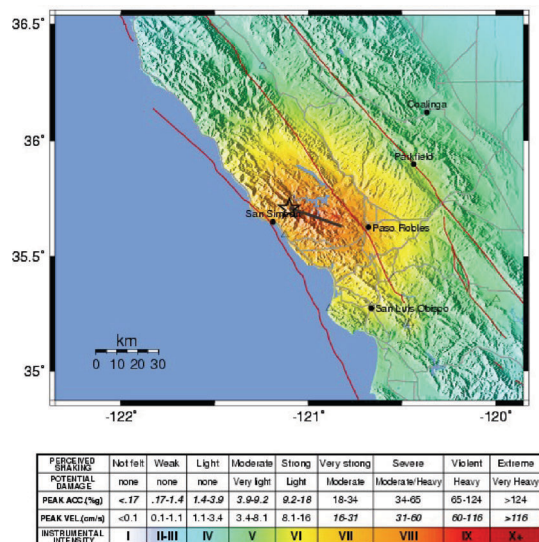 36.5°
36°
Coalinga
Parkfield
San Simeon
Paso Robles
35.5°
San Luis Obispo
km
0 10 20 30
35°
-122° -121° -120°
PERCEIVED SHAKING Not felt Weak Light Moderate Strong Very strong Severe Violent Extreme
POTENTIAL DAMAGE none none none Very light Light Moderate Moderate/Heavy Heavy Very Heavy
PEAK ACC.(%g) <.17 .17-1.4 1.4-3.9 3.9-9.2 9.2-18 18-34 34-65 65-124 >124
PEAK VEL.(cm/s) <0.1 0.1-1.1 1.1-3.4 3.4-8.1 8.1-16 16-31 31-60 60-116 >116
INSTRUMENTAL INTENSITY I II-III IV V VI VII VIII IX X+